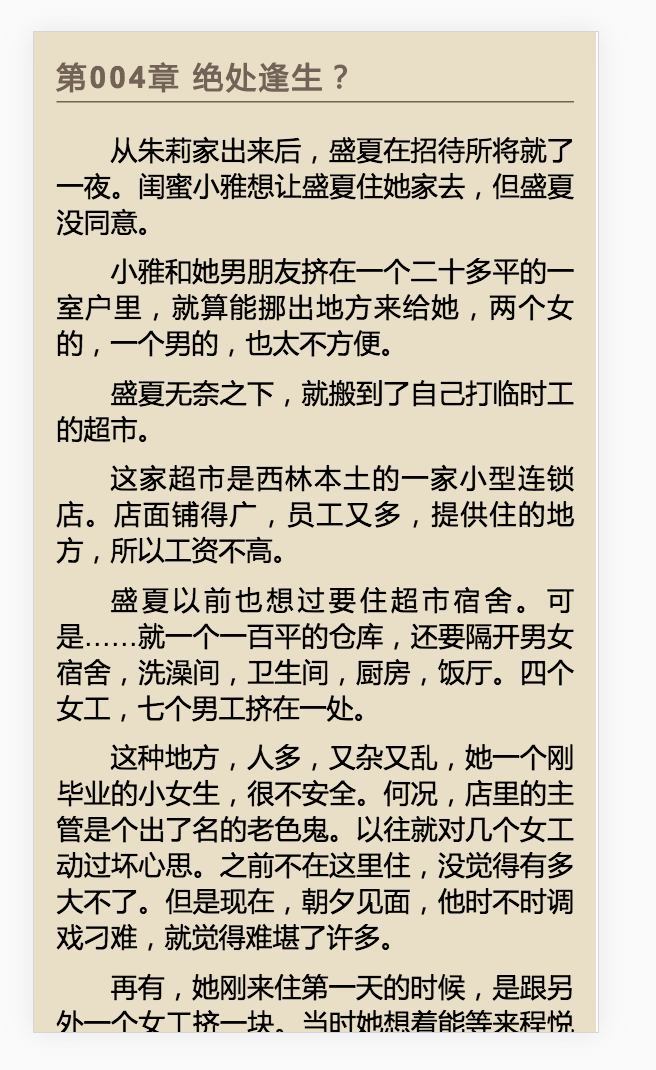 第004章 绝处逢生？
从朱莉家出来后，盛夏在招待所将就了
一夜。闺蜜小雅想让盛夏住她家去，但盛夏
没同意。
小雅和她男朋友挤在一个二十多平的一
室户里，就算能挪出地方来给她，两个女
的，一个男的，也太不方便。
盛夏无奈之下，就搬到了自己打临时工
的超市。
这家超市是西林本土的一家小型连锁
店。店面铺得广，员工又多，提供住的地
方，所以工资不高。
盛夏以前也想过要住超市宿舍。可
是……就一个一百平的仓库，还要隔开男女
宿舍，洗澡间，卫生间，厨房，饭厅。四个
女工，七个男工挤在一处。
这种地方，人多，又杂又乱，她一个刚
毕业的小女生，很不安全。何况，店里的主
管是个出了名的老色鬼。以往就对几个女工
动过坏心思。之前不在这里住，没觉得有多
大不了。但是现在，朝夕见面，他时不时调
戏刁难，就觉得难堪了许多。
再有，她刚来住第一天的时候，是跟另
外一个女工挤一块。当时她想着能等来程悦